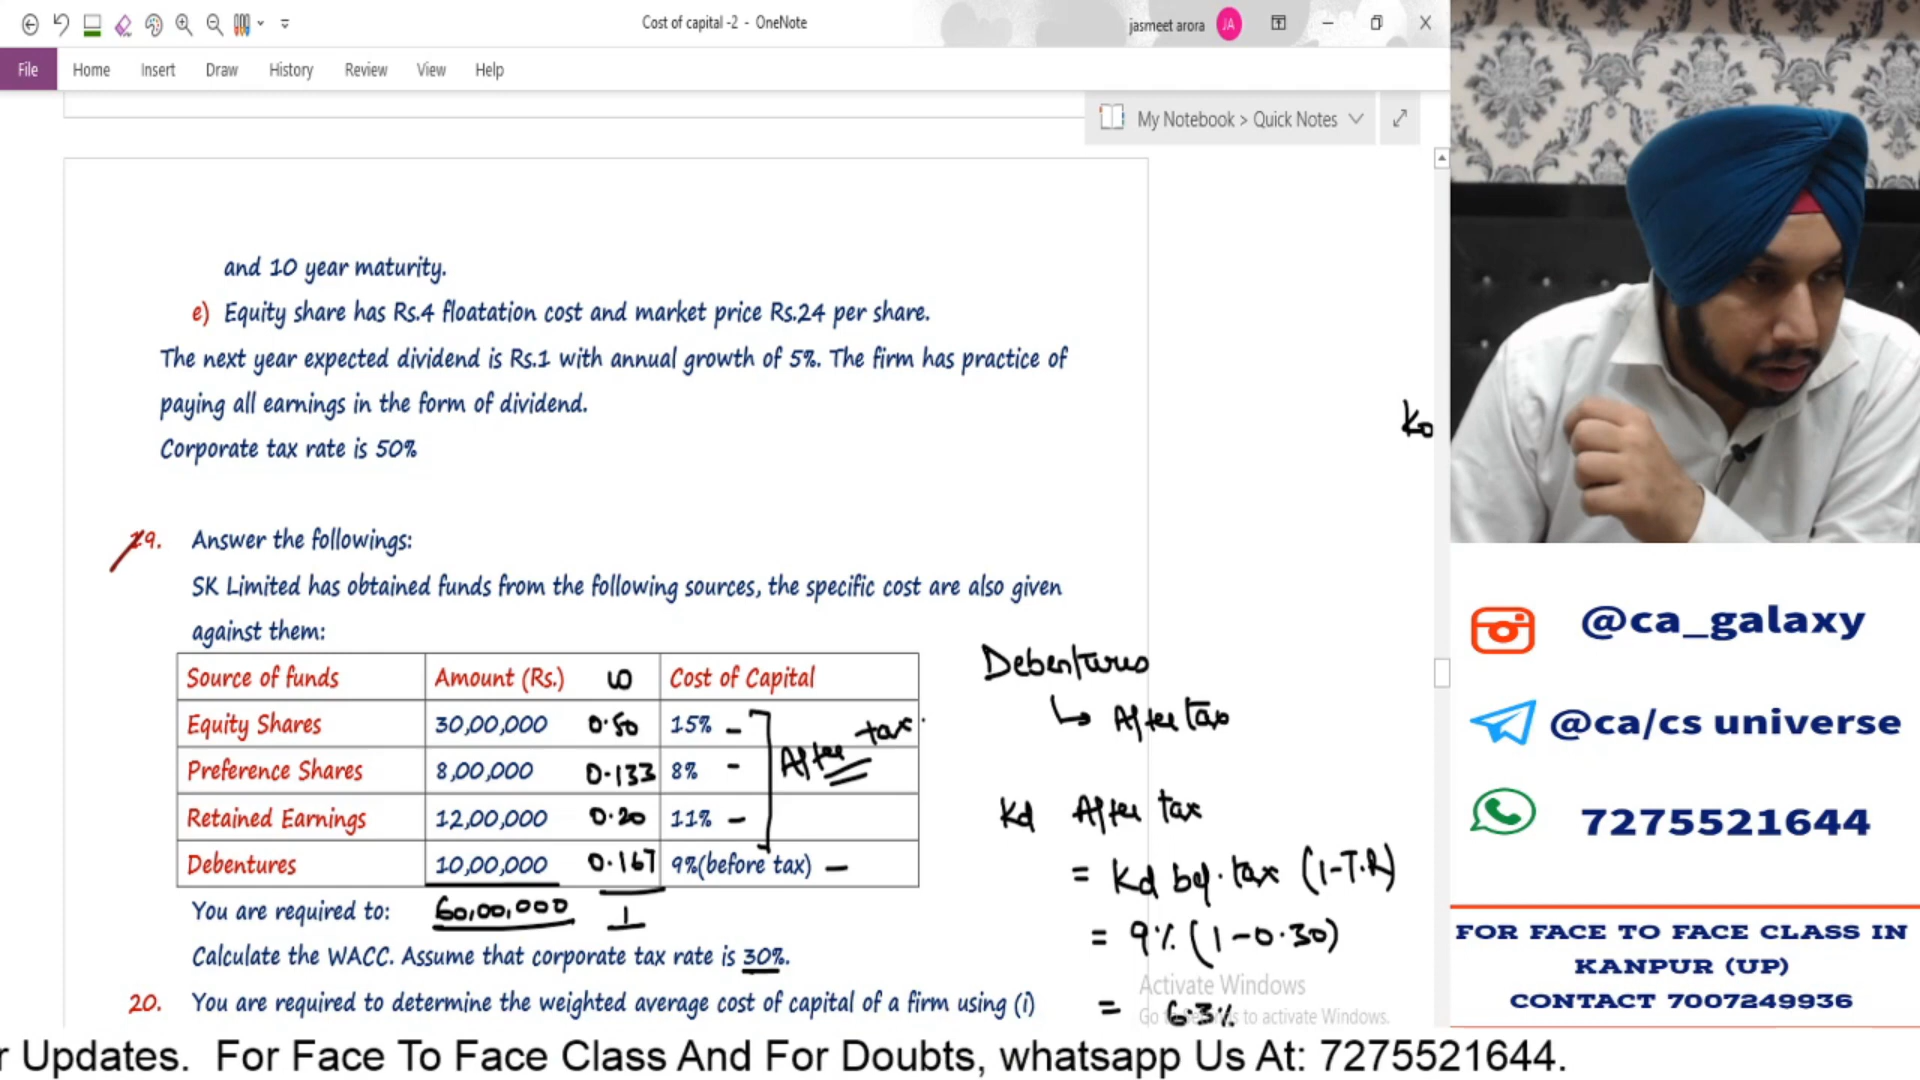 Cost of capital -2 - OneNote
jasmeet arora JA
File Home Insert Draw History Review View Help
My Notebook > Quick Notes
and 10 year maturity.
e) Equity share has Rs.4 floatation cost and market price Rs.24 per share.
The next year expected dividend is Rs.1 with annual growth of 5%. The firm has practice of
paying all earnings in the form of dividend.
Corporate tax rate is 50%
Ko
19. Answer the followings:
SK Limited has obtained funds from the following sources, the specific cost are also given
against them:
Source of funds Amount (Rs.) ω Cost of Capital
Equity Shares 30,00,000 0.50 15% -
Preference Shares 8,00,000 0.133 8% -
Retained Earnings 12,00,000 0.20 11% -
Debentures 10,00,000 0.167 9%(before tax) -
After tax
You are required to: 60,00,000 1
Calculate the WACC. Assume that corporate tax rate is 30%.
20. You are required to determine the weighted average cost of capital of a firm using (i)
Debentures
↳ After tax
Kd After tax
= Kd bef. tax (1-T.R)
= 9% (1-0.30)
= 6.3%
Activate Windows
Go to Settings to activate Windows.
@ca_galaxy
@ca/cs universe
7275521644
FOR FACE TO FACE CLASS IN
KANPUR (UP)
CONTACT 7007249936
r Updates. For Face To Face Class And For Doubts, whatsapp Us At: 7275521644.